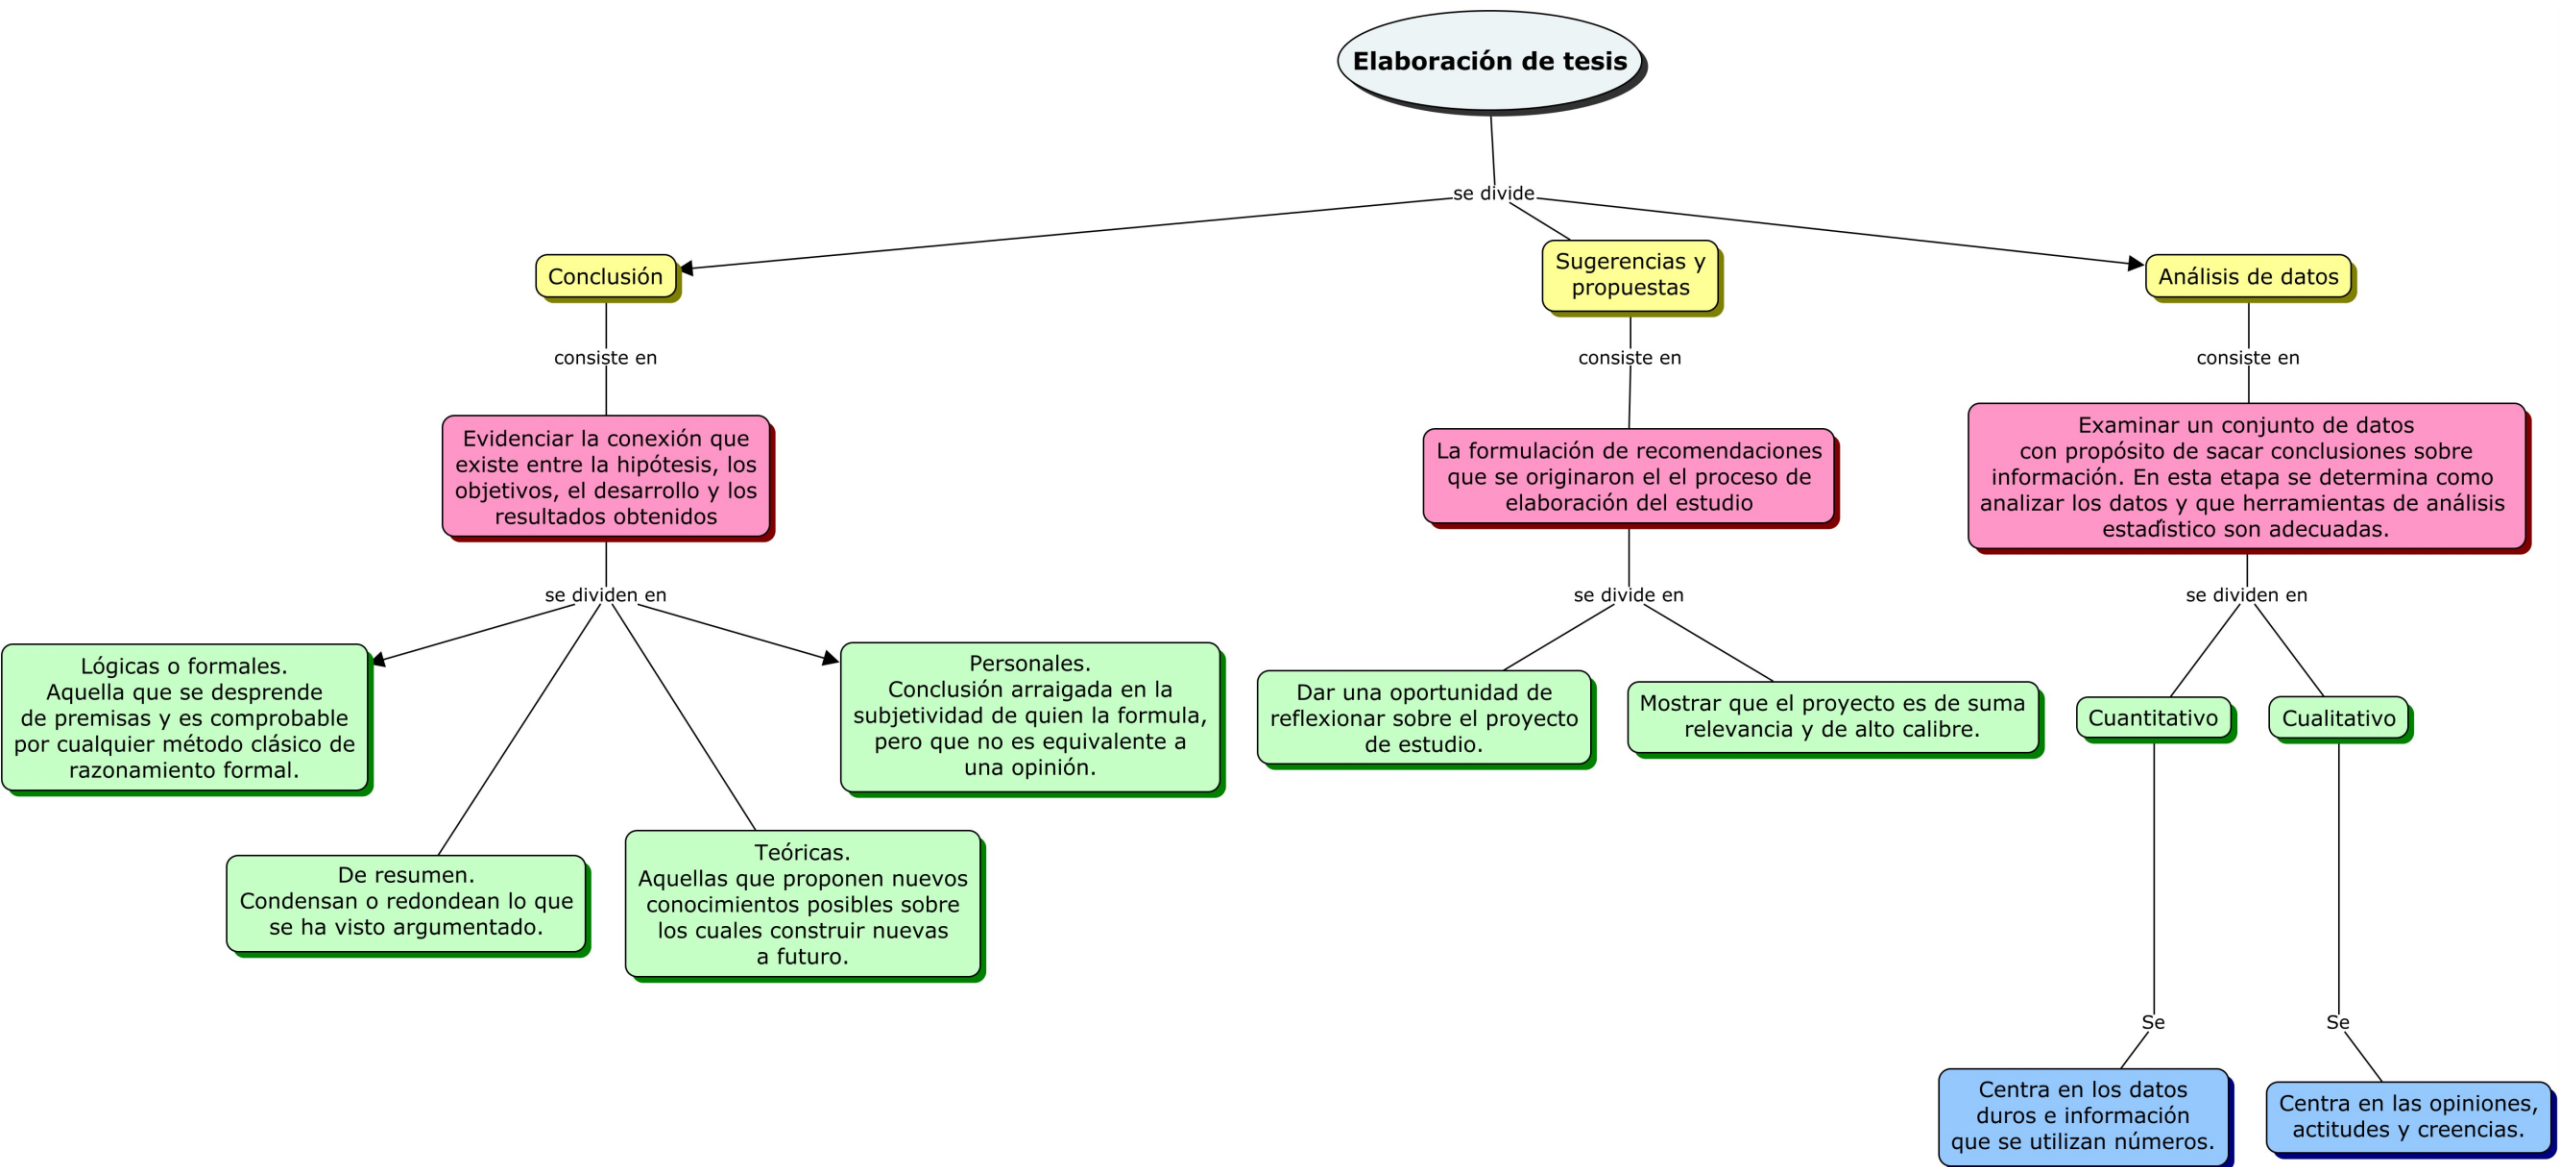 Elaboración de tesis
se divide
Conclusión
Sugerencias y
propuestas
Análisis de datos
consiste en
consiste en
consiste en
Evidenciar la conexión que
existe entre la hipótesis, los
objetivos, el desarrollo y los
resultados obtenidos
La formulación de recomendaciones
que se originaron el el proceso de
elaboración del estudio
Examinar un conjunto de datos
con propósito de sacar conclusiones sobre
información. En esta etapa se determina como
analizar los datos y que herramientas de análisis
estad́istico son adecuadas.
se dividen en
se divide en
se dividen en
Lógicas o formales.
Aquella que se desprende
de premisas y es comprobable
por cualquier método clásico de
razonamiento formal.
Personales.
Conclusión arraigada en la
subjetividad de quien la formula,
pero que no es equivalente a
una opinión.
Dar una oportunidad de
reflexionar sobre el proyecto
de estudio.
Mostrar que el proyecto es de suma
relevancia y de alto calibre.
Cuantitativo
Cualitativo
De resumen.
Condensan o redondean lo que
se ha visto argumentado.
Teóricas.
Aquellas que proponen nuevos
conocimientos posibles sobre
los cuales construir nuevas
a futuro.
Se
Se
Centra en los datos
duros e información
que se utilizan números.
Centra en las opiniones,
actitudes y creencias.